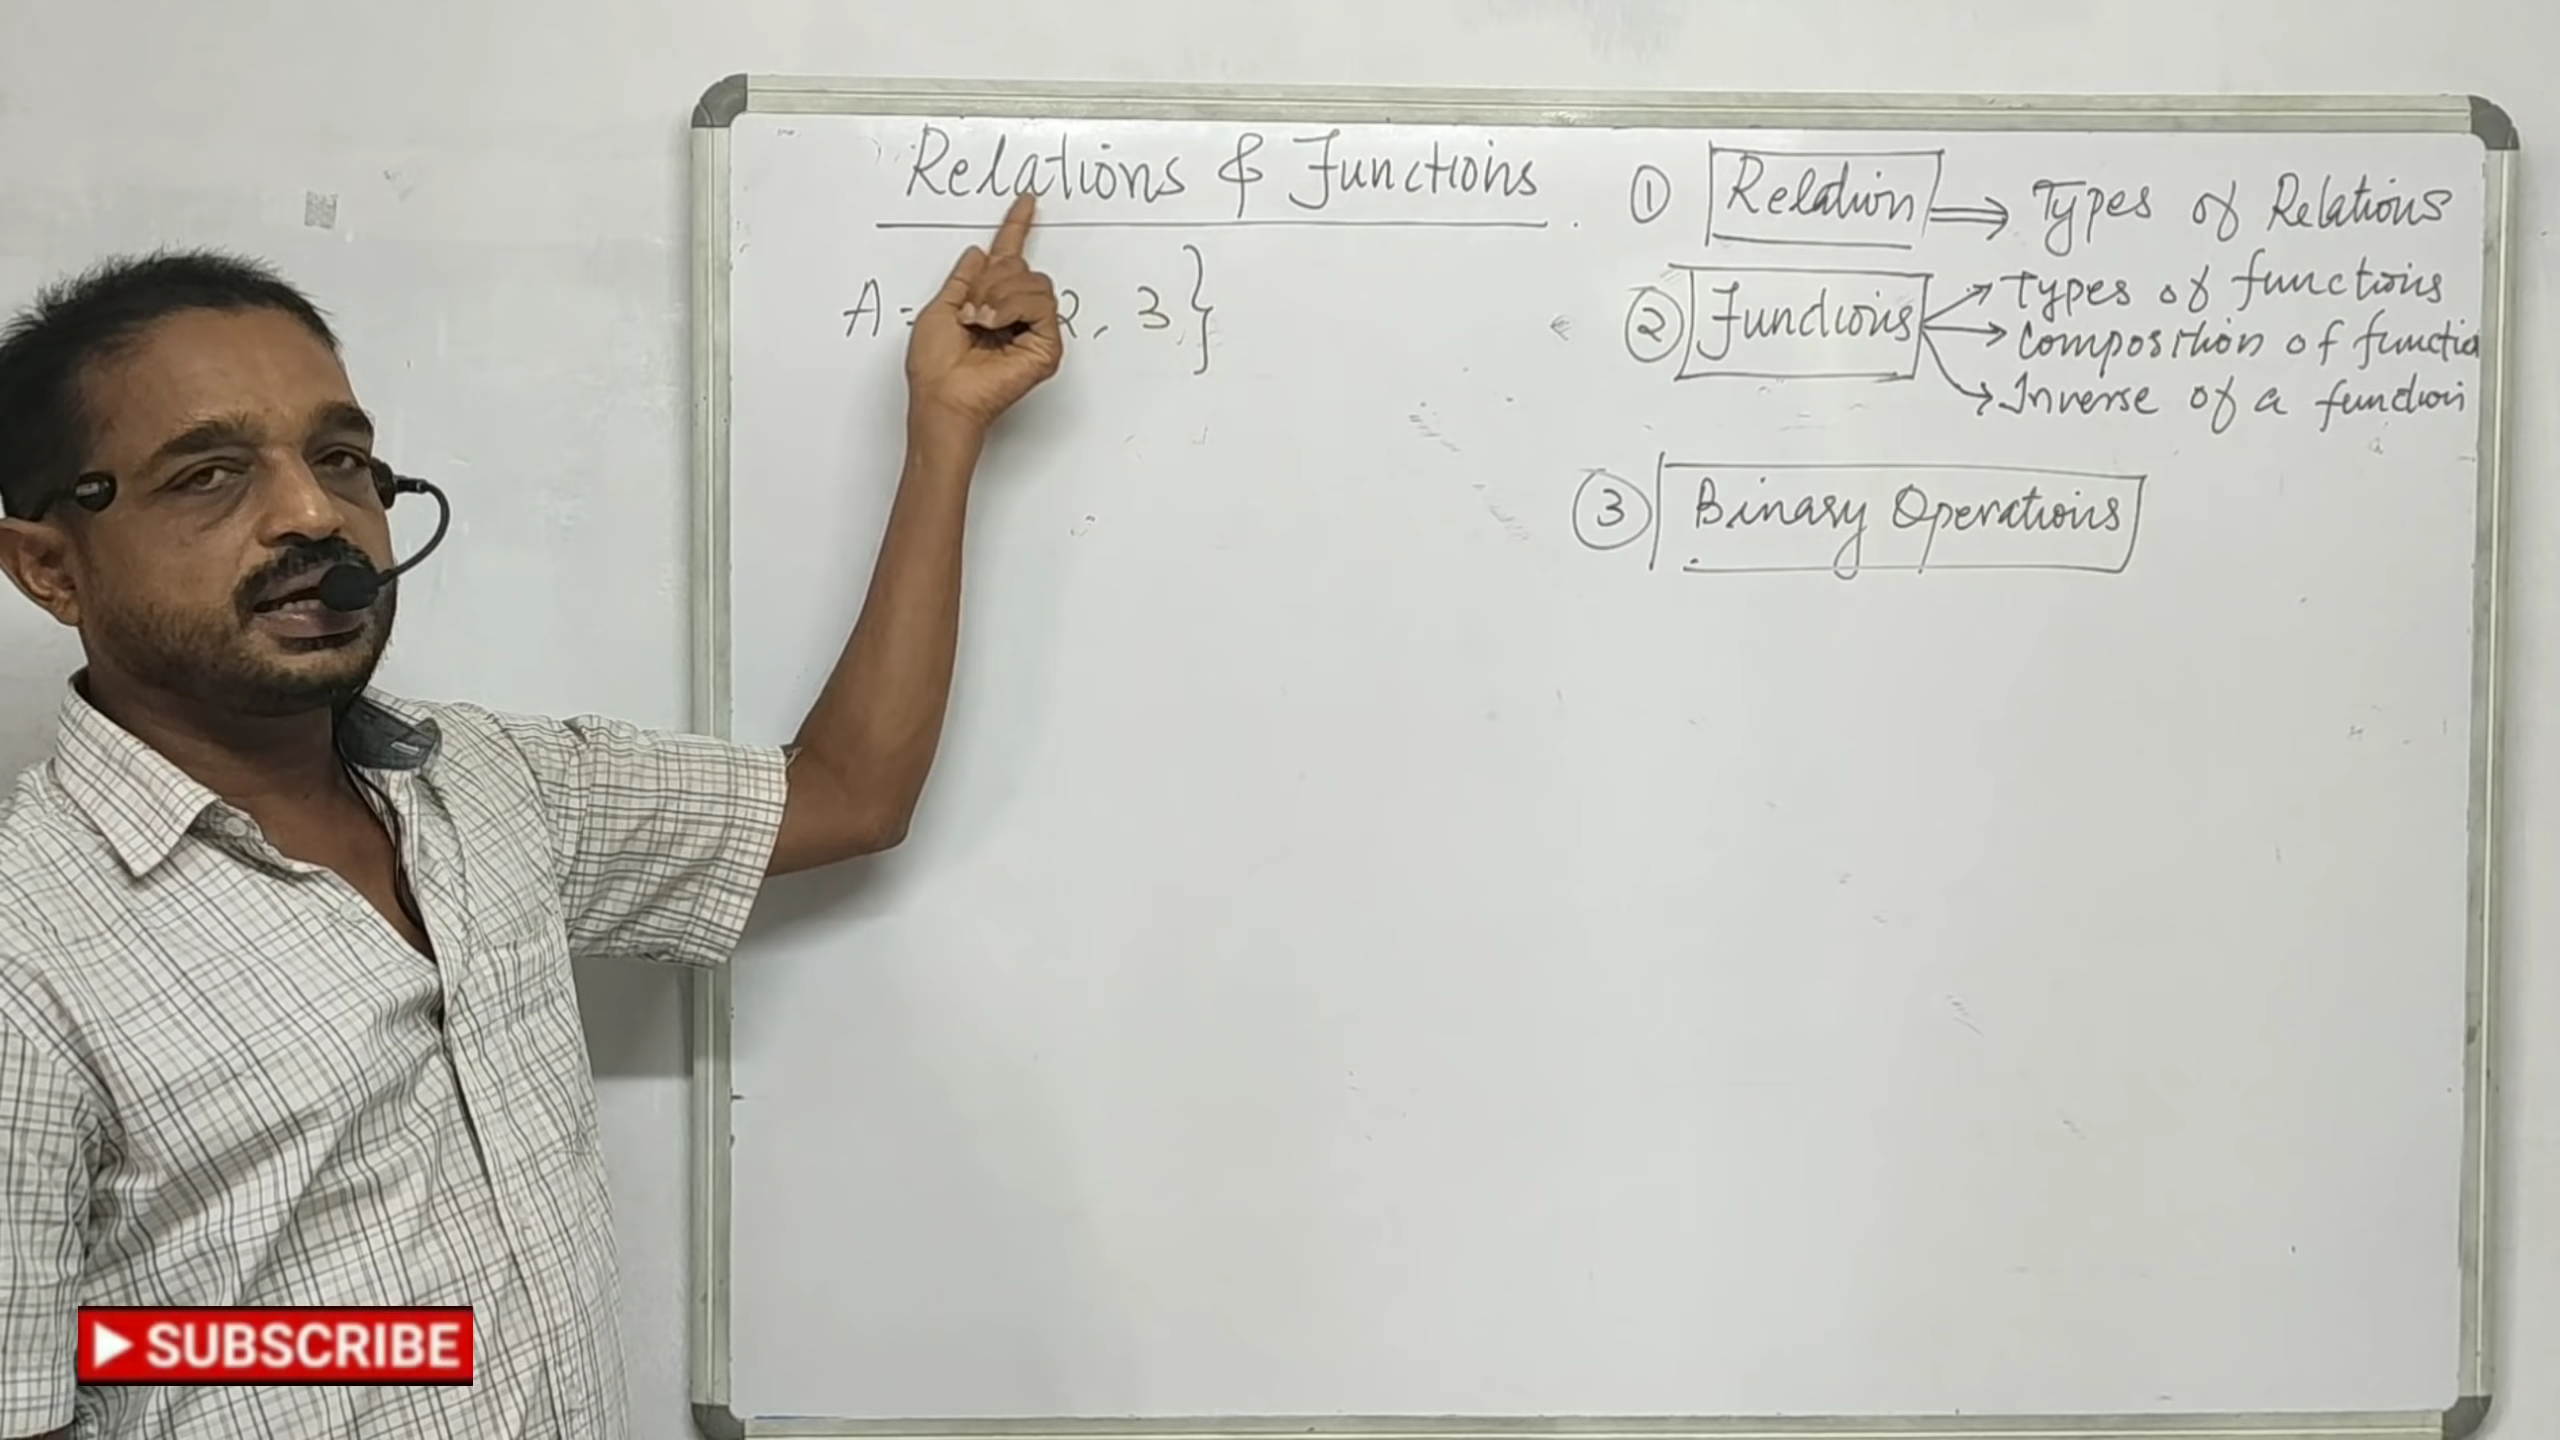 Relations & Functions
A = 2, 3 }
① Relation ⇒ Types of Relations
② Functions → Types of functions
→ Composition of functio
→ Inverse of a function
③ Binary Operations
SUBSCRIBE